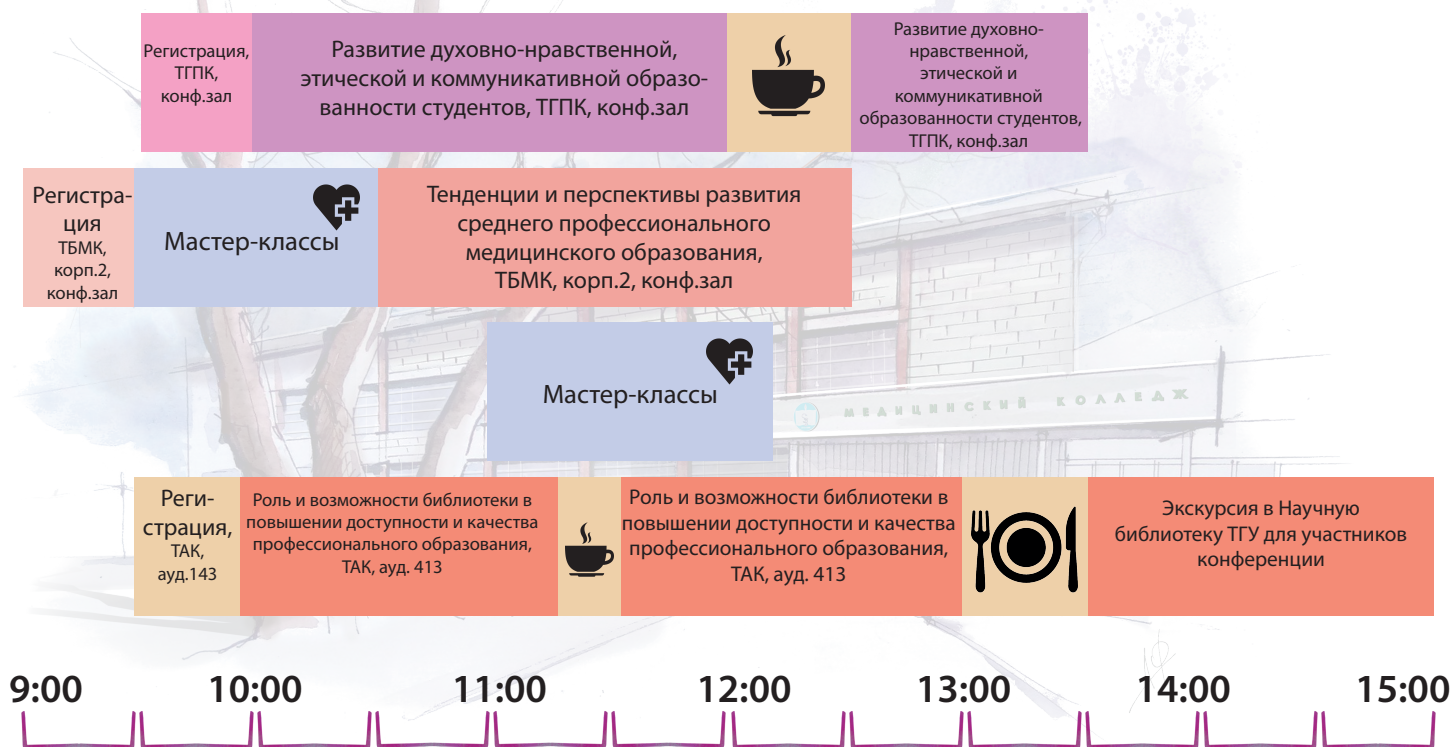 Регистрация,
ТГПК,
конф.зал
Развитие духовно-нравственной,
этической и коммуникативной образо-
ванности студентов, ТГПК, конф.зал
Развитие духовно-
нравственной,
этической и
коммуникативной
образованности студентов,
ТГПК, конф.зал
Регистра-
ция
ТБМК,
корп.2,
конф.зал
Мастер-классы
Тенденции и перспективы развития
среднего профессионального
медицинского образования,
ТБМК, корп.2, конф.зал
Мастер-классы
МЕДИЦИНСКИЙ КОЛЛЕДЖ
Реги-
страция,
ТАК,
ауд.143
Роль и возможности библиотеки в
повышении доступности и качества
профессионального образования,
ТАК, ауд. 413
Роль и возможности библиотеки в
повышении доступности и качества
профессионального образования,
ТАК, ауд. 413
Экскурсия в Научную
библиотеку ТГУ для участников
конференции
9:00 10:00 11:00 12:00 13:00 14:00 15:00